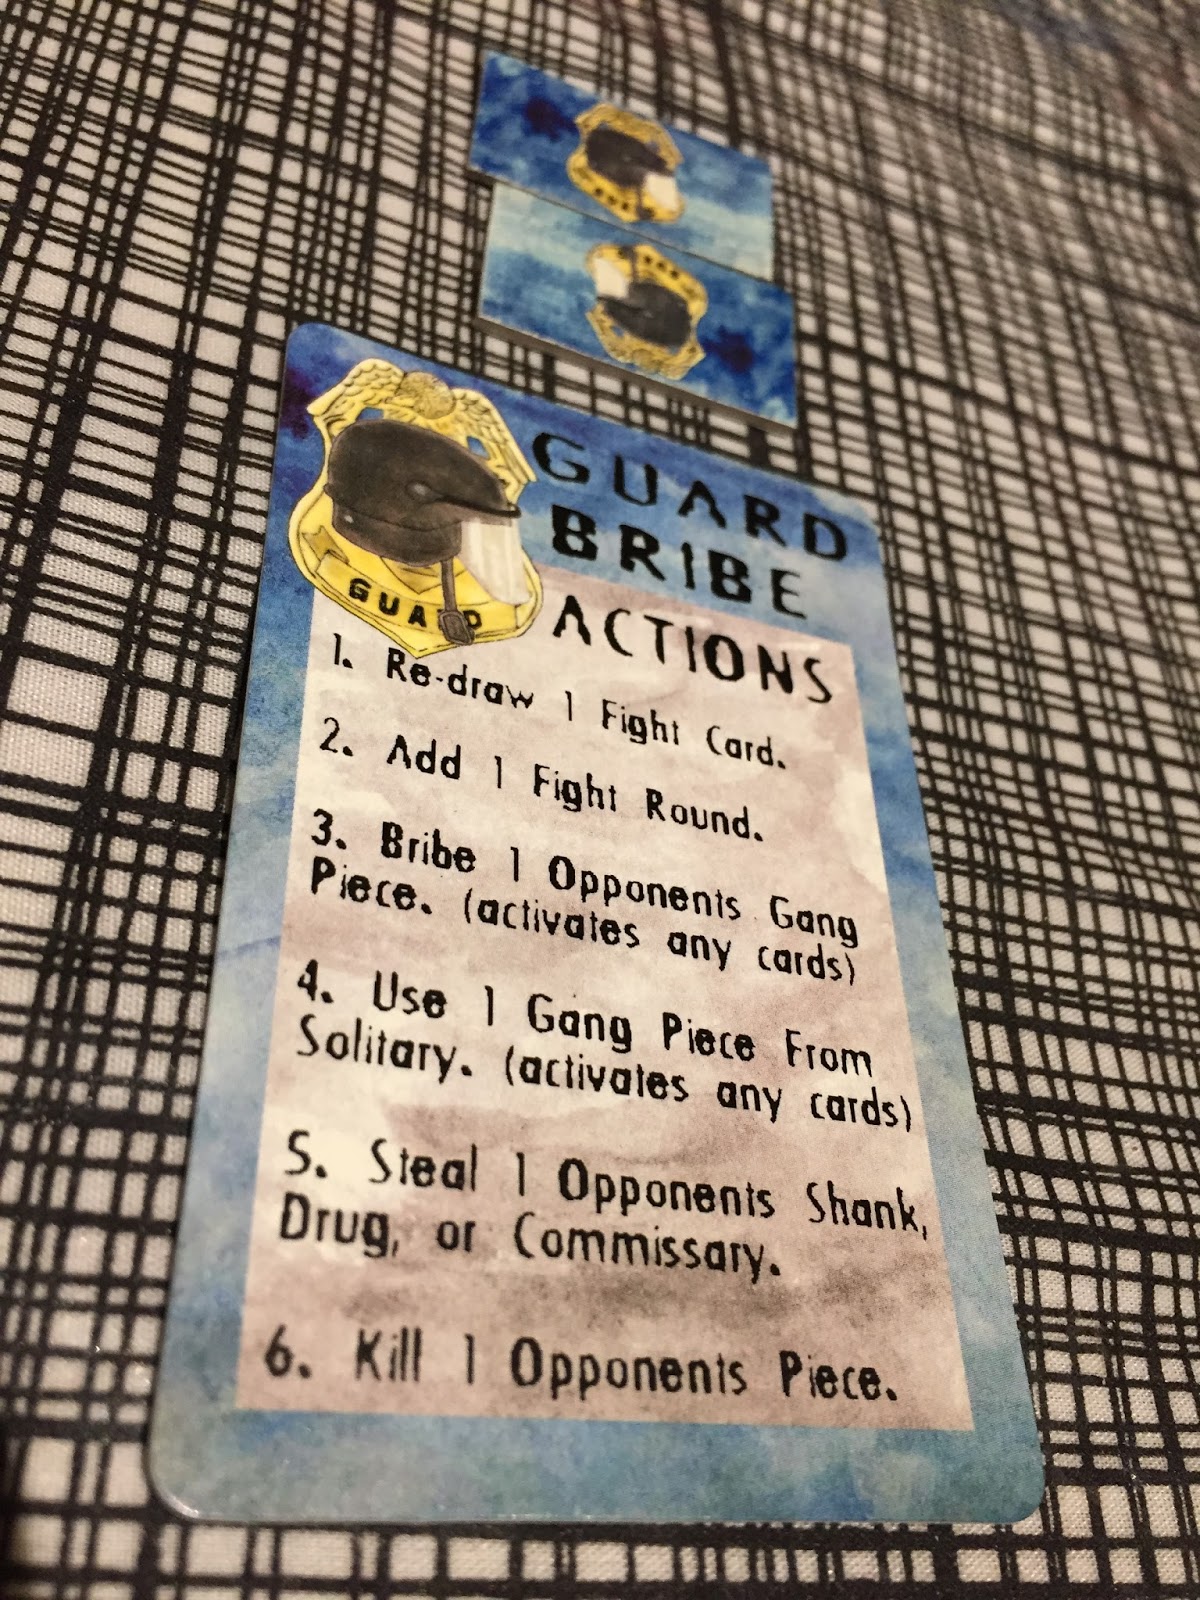 GUARD
BRIBE
ACTIONS
GUARD
1. Re-draw 1 Fight Card.
2. Add 1 Fight Round.
3. Bribe 1 Opponents Gang
Piece. (activates any cards)
4. Use 1 Gang Piece From
Solitary. (activates any cards)
5. Steal 1 Opponents Shank,
Drug, or Commissary.
6. Kill 1 Opponents Piece.